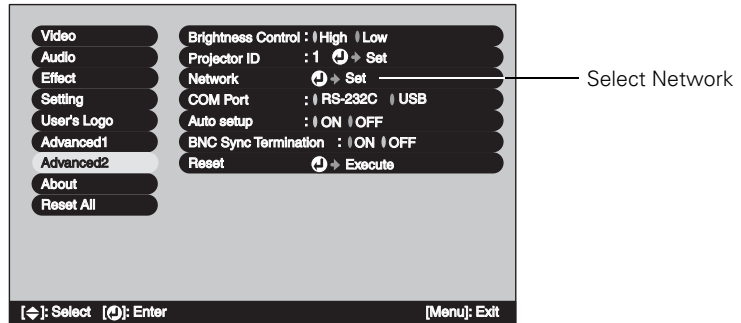 Video
Audio
Effect
Setting
User's Logo
Advanced1
Advanced2
About
Reset All
Brightness Control : High Low
Projector ID : 1 Set
Network Set
COM Port : RS-232C USB
Auto setup : ON OFF
BNC Sync Termination : ON OFF
Reset Execute
Select Network
[ ]: Select [ ]: Enter [Menu]: Exit